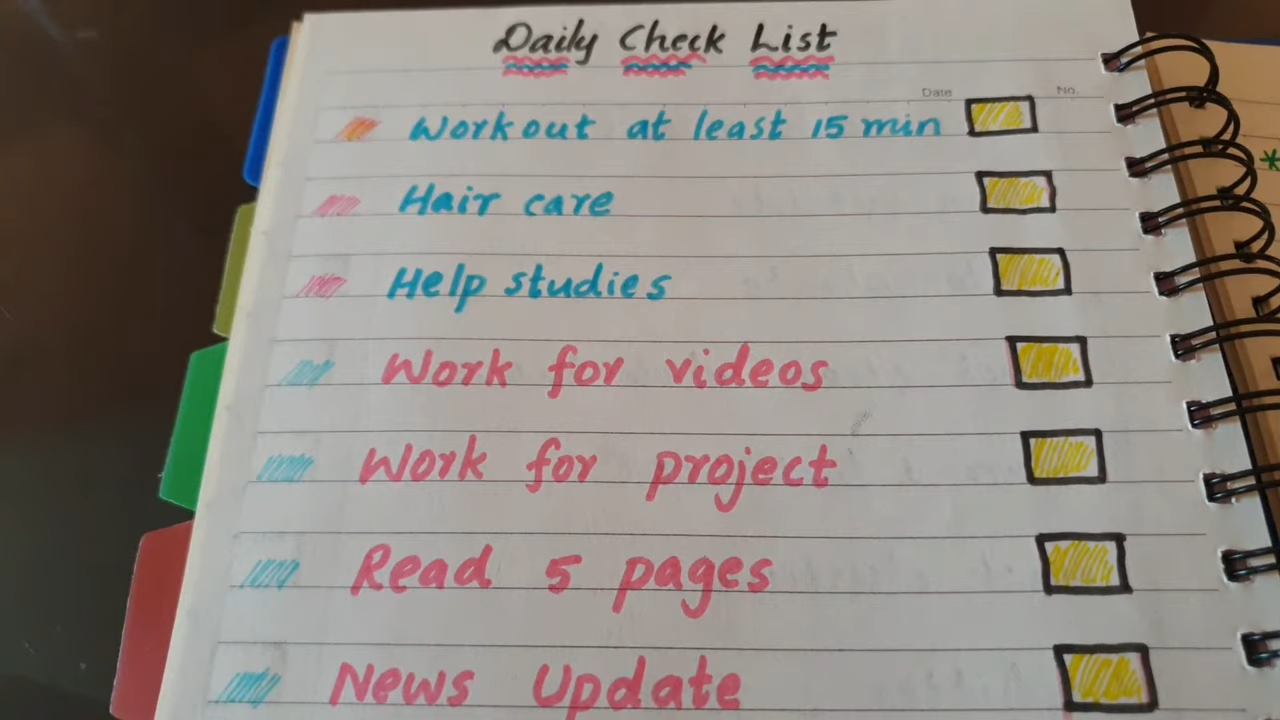 Daily Check List
Date No.
Workout at least 15 min
Hair care
Help studies
Work for videos
Work for project
Read 5 pages
News Update